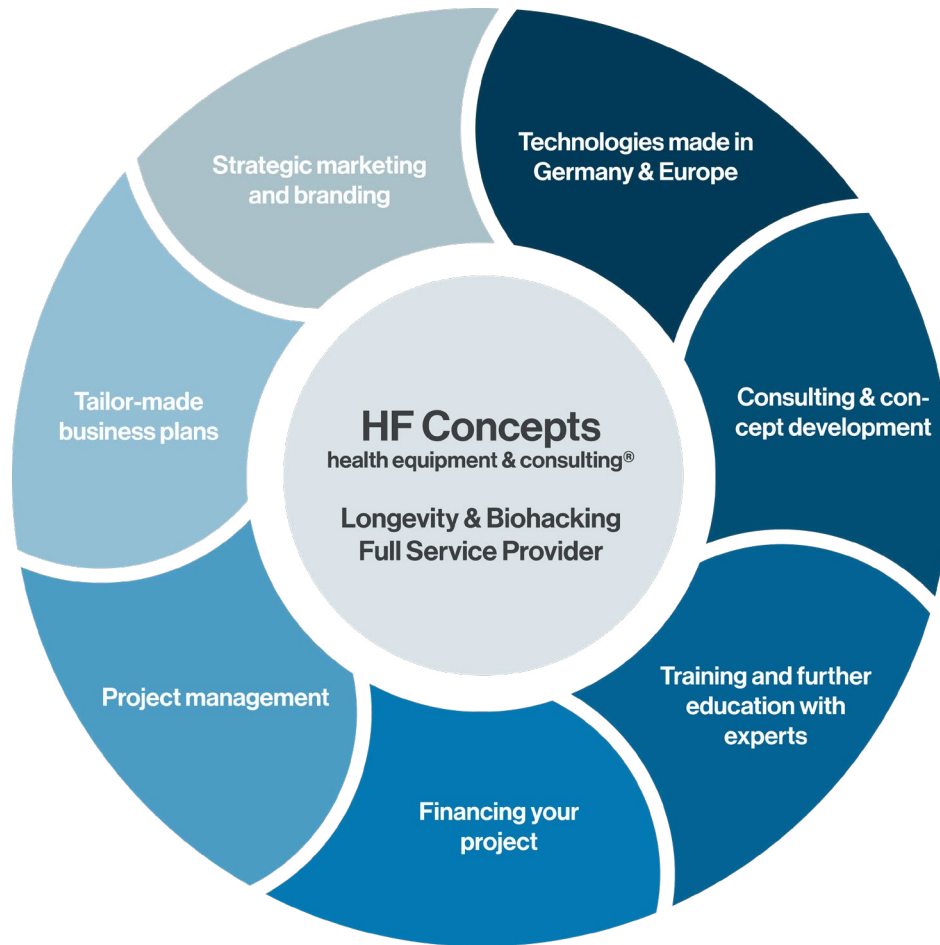 HF Concepts
health equipment & consulting®
Longevity & Biohacking
Full Service Provider
Technologies made in
Germany & Europe
Consulting & con-
cept development
Training and further
education with
experts
Financing your
project
Project management
Tailor-made
business plans
Strategic marketing
and branding